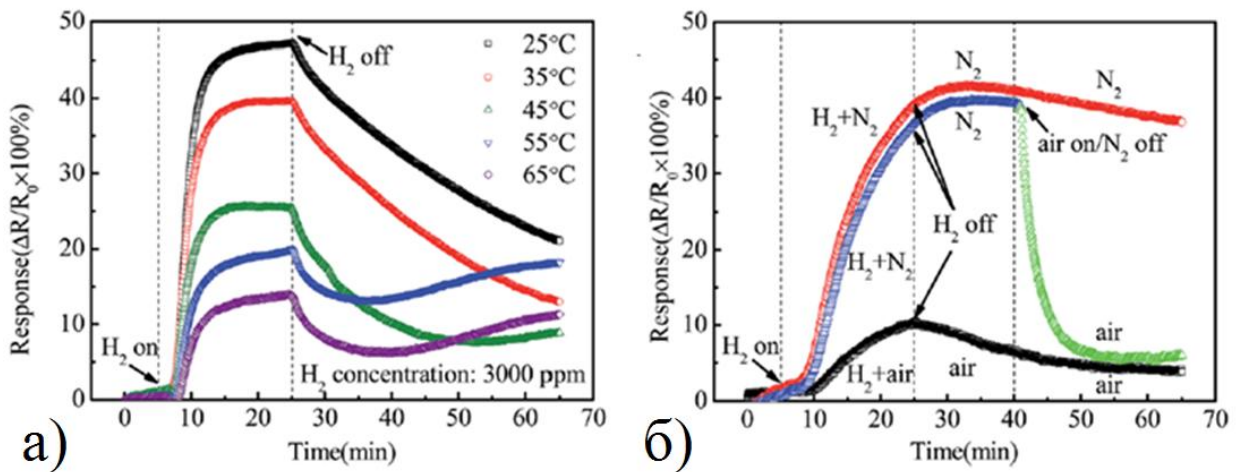 50
40
30
20
10
0
Response(ΔR/R₀×100%)
H₂ on
H₂ off
25°C
35°C
45°C
55°C
65°C
H₂ concentration: 3000 ppm
0 10 20 30 40 50 60 70
Time(min)
а)
50
40
30
20
10
0
Response(ΔR/R₀×100%)
N₂
N₂
H₂+N₂
N₂
air on/N₂ off
H₂ off
H₂+N₂
H₂ on
H₂+air
air
air
air
0 10 20 30 40 50 60 70
Time(min)
б)